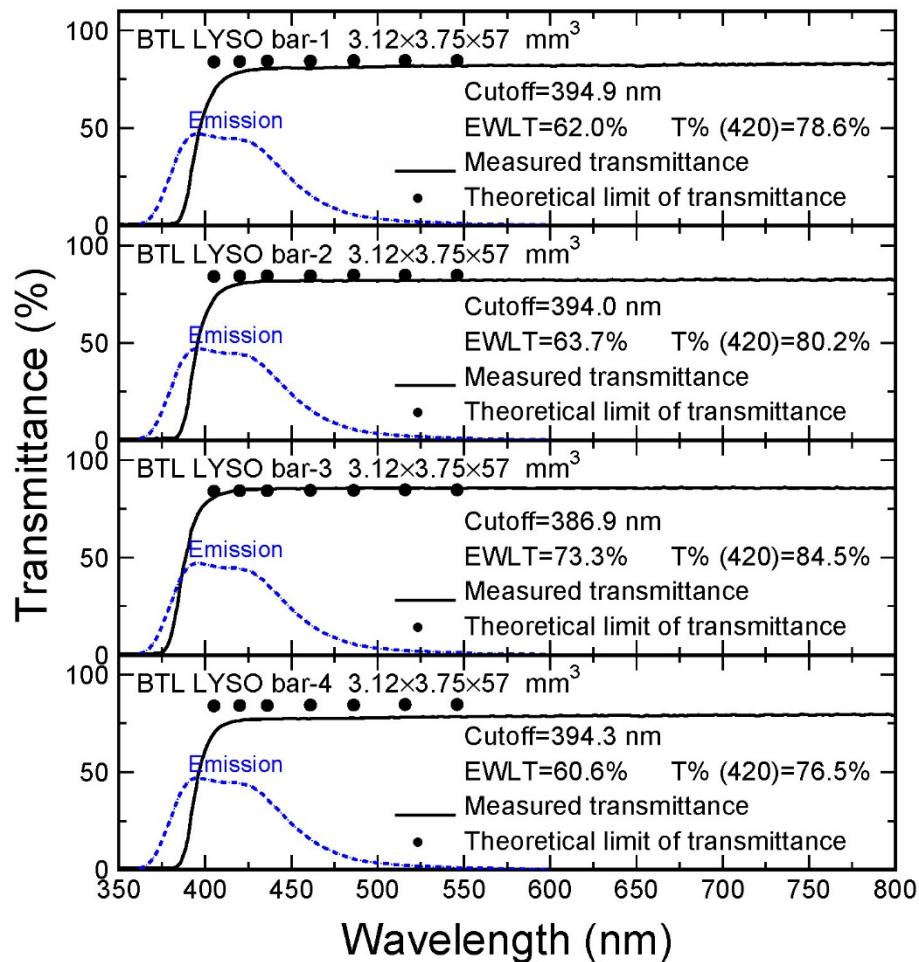 Transmittance (%)
100
50
0
BTL LYSO bar-1 3.12×3.75×57 mm³
Emission
Cutoff=394.9 nm
EWLT=62.0% T% (420)=78.6%
Measured transmittance
Theoretical limit of transmittance
100
50
0
BTL LYSO bar-2 3.12×3.75×57 mm³
Emission
Cutoff=394.0 nm
EWLT=63.7% T% (420)=80.2%
Measured transmittance
Theoretical limit of transmittance
100
50
0
BTL LYSO bar-3 3.12×3.75×57 mm³
Emission
Cutoff=386.9 nm
EWLT=73.3% T% (420)=84.5%
Measured transmittance
Theoretical limit of transmittance
100
50
0
BTL LYSO bar-4 3.12×3.75×57 mm³
Emission
Cutoff=394.3 nm
EWLT=60.6% T% (420)=76.5%
Measured transmittance
Theoretical limit of transmittance
350 400 450 500 550 600 650 700 750 800
Wavelength (nm)